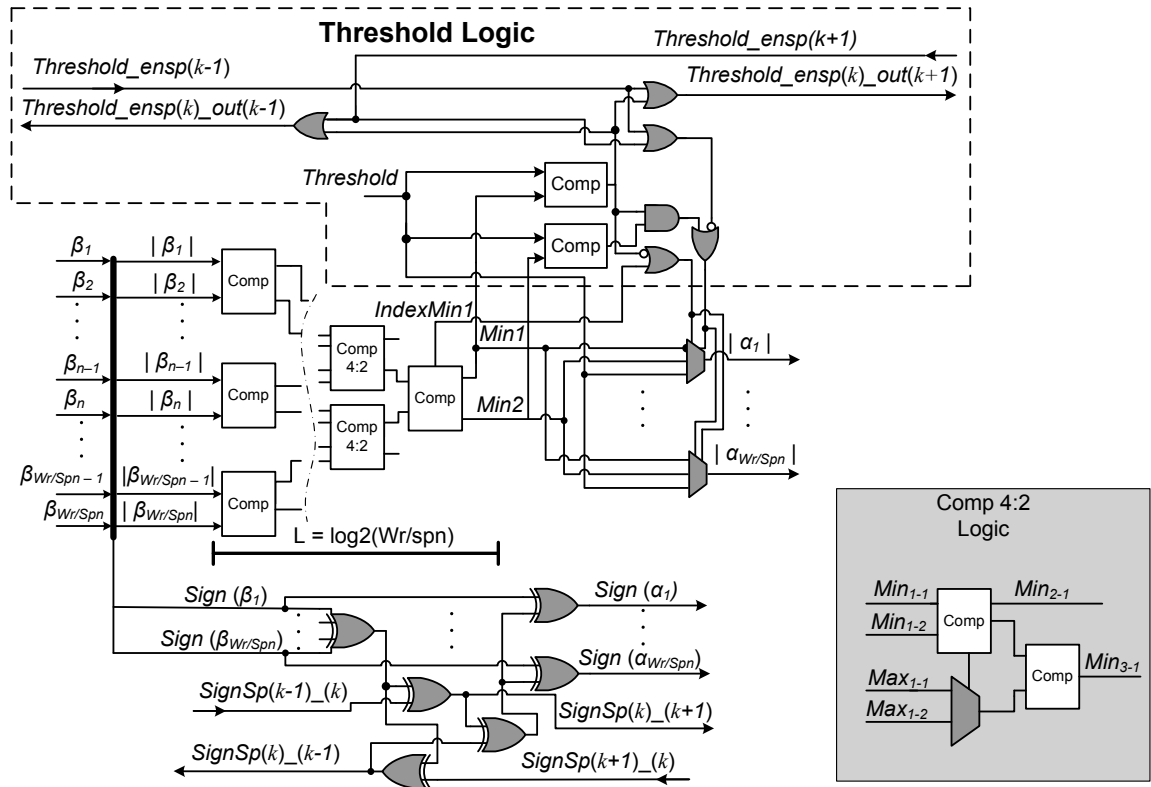 Threshold Logic
Threshold_ensp(k+1)
Threshold_ensp(k-1)
Threshold_ensp(k)_out(k+1)
Threshold_ensp(k)_out(k-1)
Threshold
Comp
Comp
β1
| β1 |
β2
| β2 |
Comp
IndexMin1
Min1
Comp
4:2
| α1 |
βn–1
| βn–1 |
βn
| βn |
Comp
Comp
Min2
Comp
4:2
βWr/Spn – 1
|βWr/Spn – 1|
βWr/Spn
| βWr/Spn|
Comp
| αWr/Spn |
L = log2(Wr/spn)
Sign (β1)
Sign (α1)
Sign (βWr/Spn)
Sign (αWr/Spn)
SignSp(k-1)_(k)
SignSp(k)_(k+1)
SignSp(k)_(k-1)
SignSp(k+1)_(k)
Comp 4:2
Logic
Min1-1
Min2-1
Min1-2
Comp
Max1-1
Max1-2
Comp
Min3-1